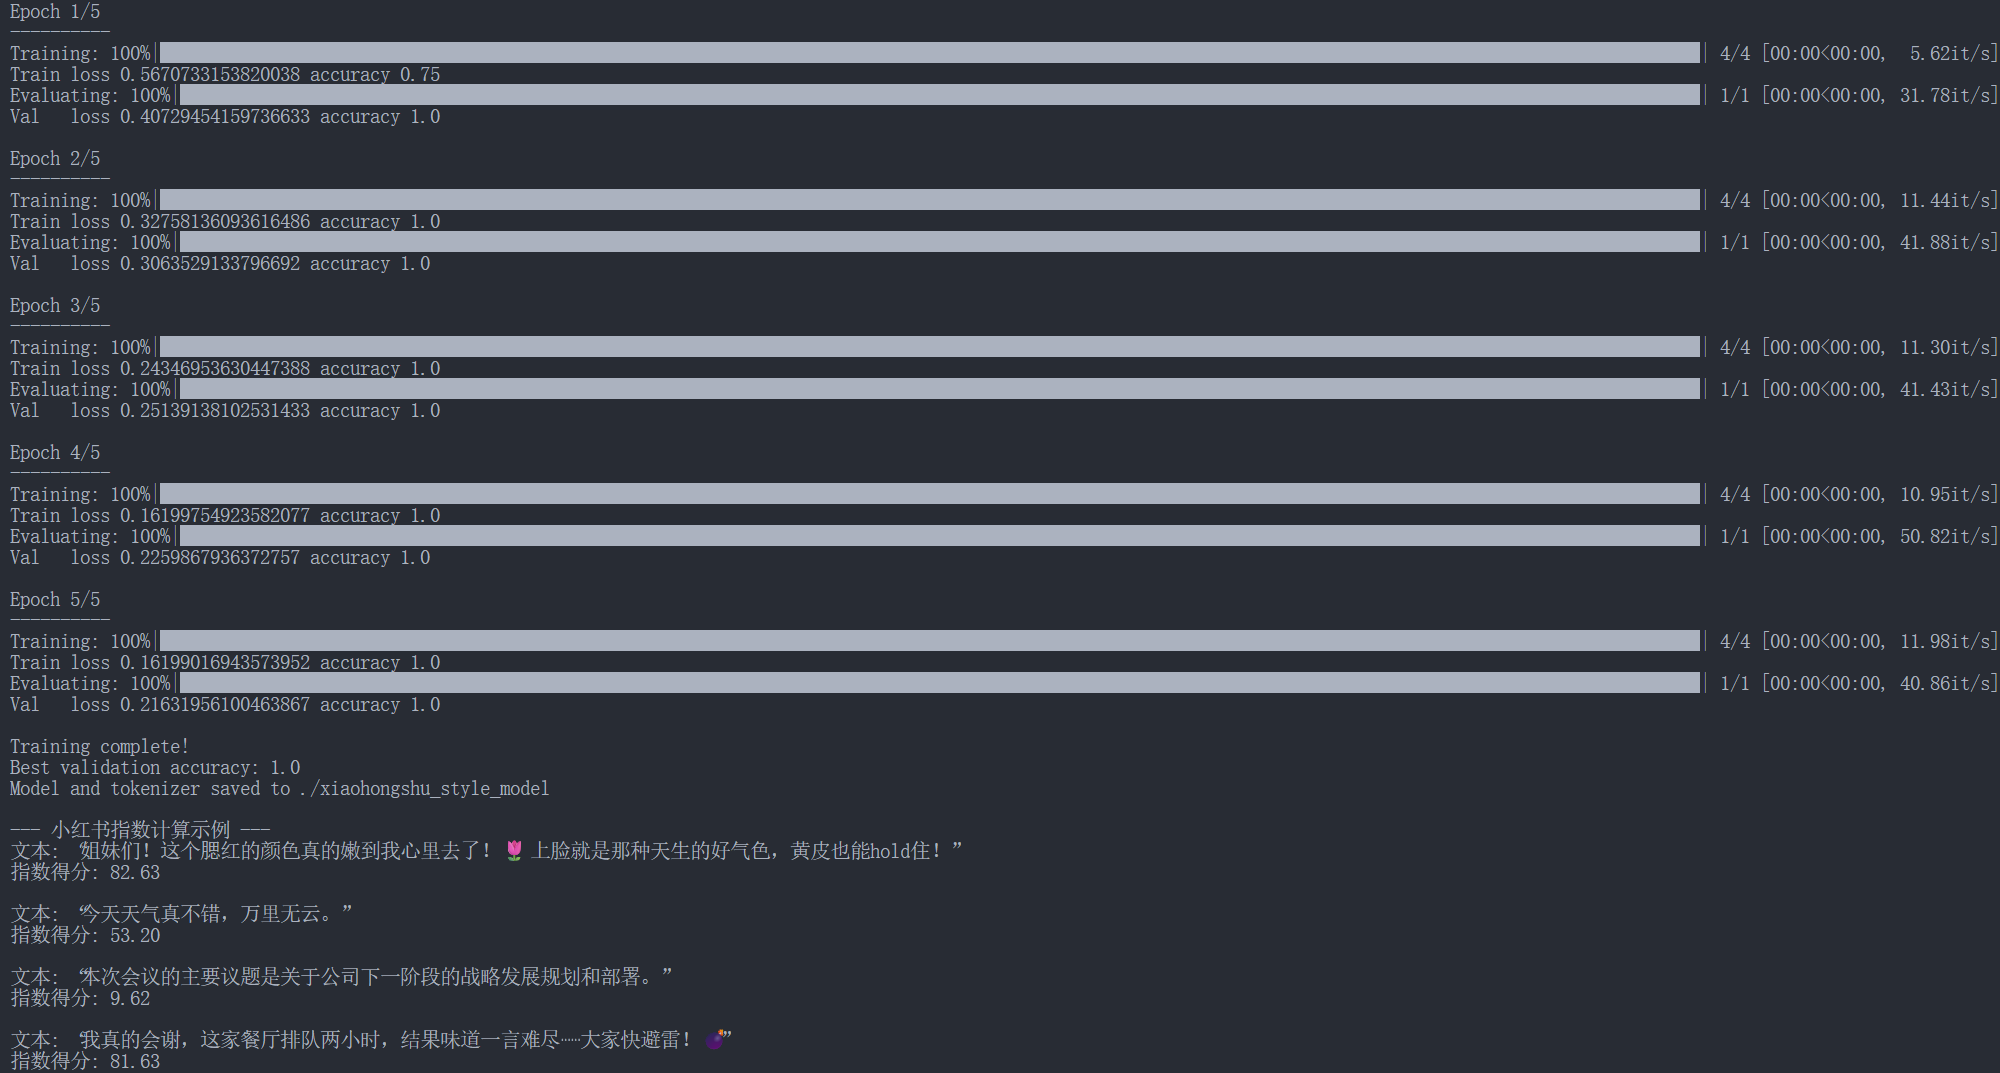 Epoch 1/5
----------
Training: 100%| | 4/4 [00:00<00:00,  5.62it/s]
Train loss 0.5670733153820038 accuracy 0.75
Evaluating: 100%| | 1/1 [00:00<00:00, 31.78it/s]
Val   loss 0.40729454159736633 accuracy 1.0
Epoch 2/5
----------
Training: 100%| | 4/4 [00:00<00:00, 11.44it/s]
Train loss 0.32758136093616486 accuracy 1.0
Evaluating: 100%| | 1/1 [00:00<00:00, 41.88it/s]
Val   loss 0.3063529133796692 accuracy 1.0
Epoch 3/5
----------
Training: 100%| | 4/4 [00:00<00:00, 11.30it/s]
Train loss 0.24346953630447388 accuracy 1.0
Evaluating: 100%| | 1/1 [00:00<00:00, 41.43it/s]
Val   loss 0.25139138102531433 accuracy 1.0
Epoch 4/5
----------
Training: 100%| | 4/4 [00:00<00:00, 10.95it/s]
Train loss 0.16199754923582077 accuracy 1.0
Evaluating: 100%| | 1/1 [00:00<00:00, 50.82it/s]
Val   loss 0.2259867936372757 accuracy 1.0
Epoch 5/5
----------
Training: 100%| | 4/4 [00:00<00:00, 11.98it/s]
Train loss 0.16199016943573952 accuracy 1.0
Evaluating: 100%| | 1/1 [00:00<00:00, 40.86it/s]
Val   loss 0.21631956100463867 accuracy 1.0
Training complete!
Best validation accuracy: 1.0
Model and tokenizer saved to ./xiaohongshu_style_model
--- 小红书指数计算示例 ---
文本: “姐妹们！这个腮红的颜色真的嫩到我心里去了！🌷 上脸就是那种天生的好气色，黄皮也能hold住！”
指数得分: 82.63
文本: “今天天气真不错，万里无云。”
指数得分: 53.20
文本: “本次会议的主要议题是关于公司下一阶段的战略发展规划和部署。”
指数得分: 9.62
文本: “我真的会谢，这家餐厅排队两小时，结果味道一言难尽……大家快避雷！💣”
指数得分: 81.63